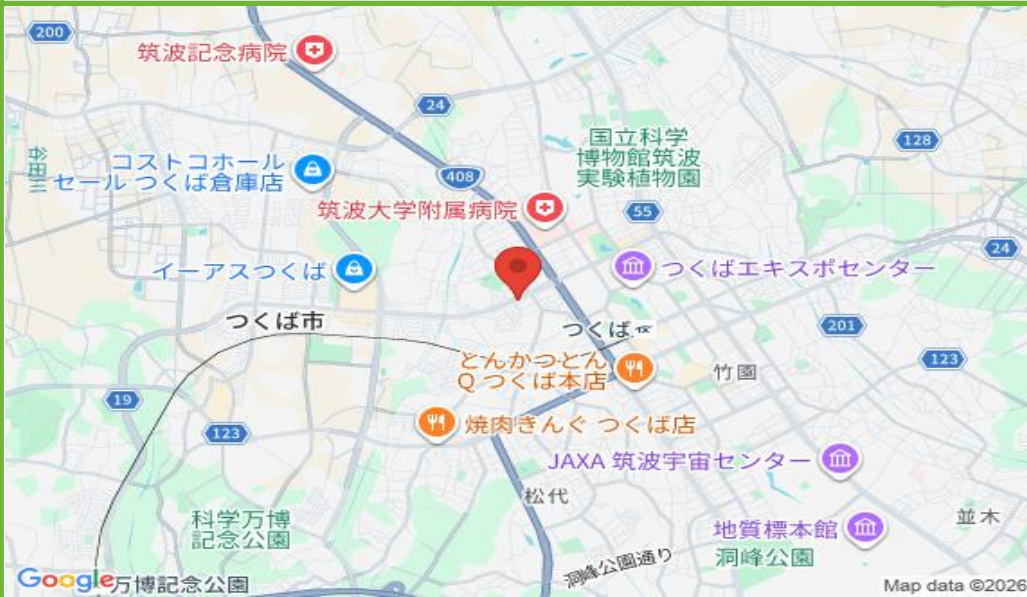 200
筑波記念病院
24
128
国立科学
博物館筑波
実験植物園
谷田川
コストコホール
セール つくば倉庫店
408
筑波大学附属病院
55
24
イーアスつくば
つくばエキスポセンター
つくば市
つくば
201
とんかつとん
Q つくば本店
竹園
123
19
123
焼肉きんぐ つくば店
JAXA 筑波宇宙センター
松代
科学万博
記念公園
地質標本館
並木
洞峰公園
洞峰公園通り
Google
万博記念公園
Map data ©2026